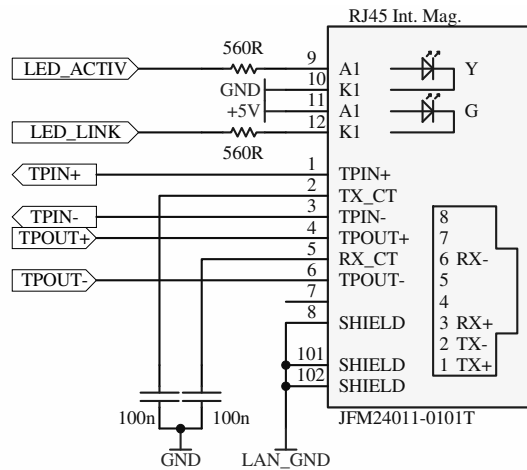 RJ45 Int. Mag.
560R
LED_ACTIV 9 A1 Y
GND 10 K1
+5V 11 A1 G
LED_LINK 12 K1
560R
TPIN+ 1 TPIN+
2 TX_CT
TPIN- 3 TPIN- 8
TPOUT+ 4 TPOUT+ 7
5 RX_CT 6 RX-
TPOUT- 6 TPOUT- 5
7 4
8 SHIELD 3 RX+
2 TX-
101 SHIELD 1 TX+
102 SHIELD
100n 100n JFM24011-0101T
GND LAN_GND